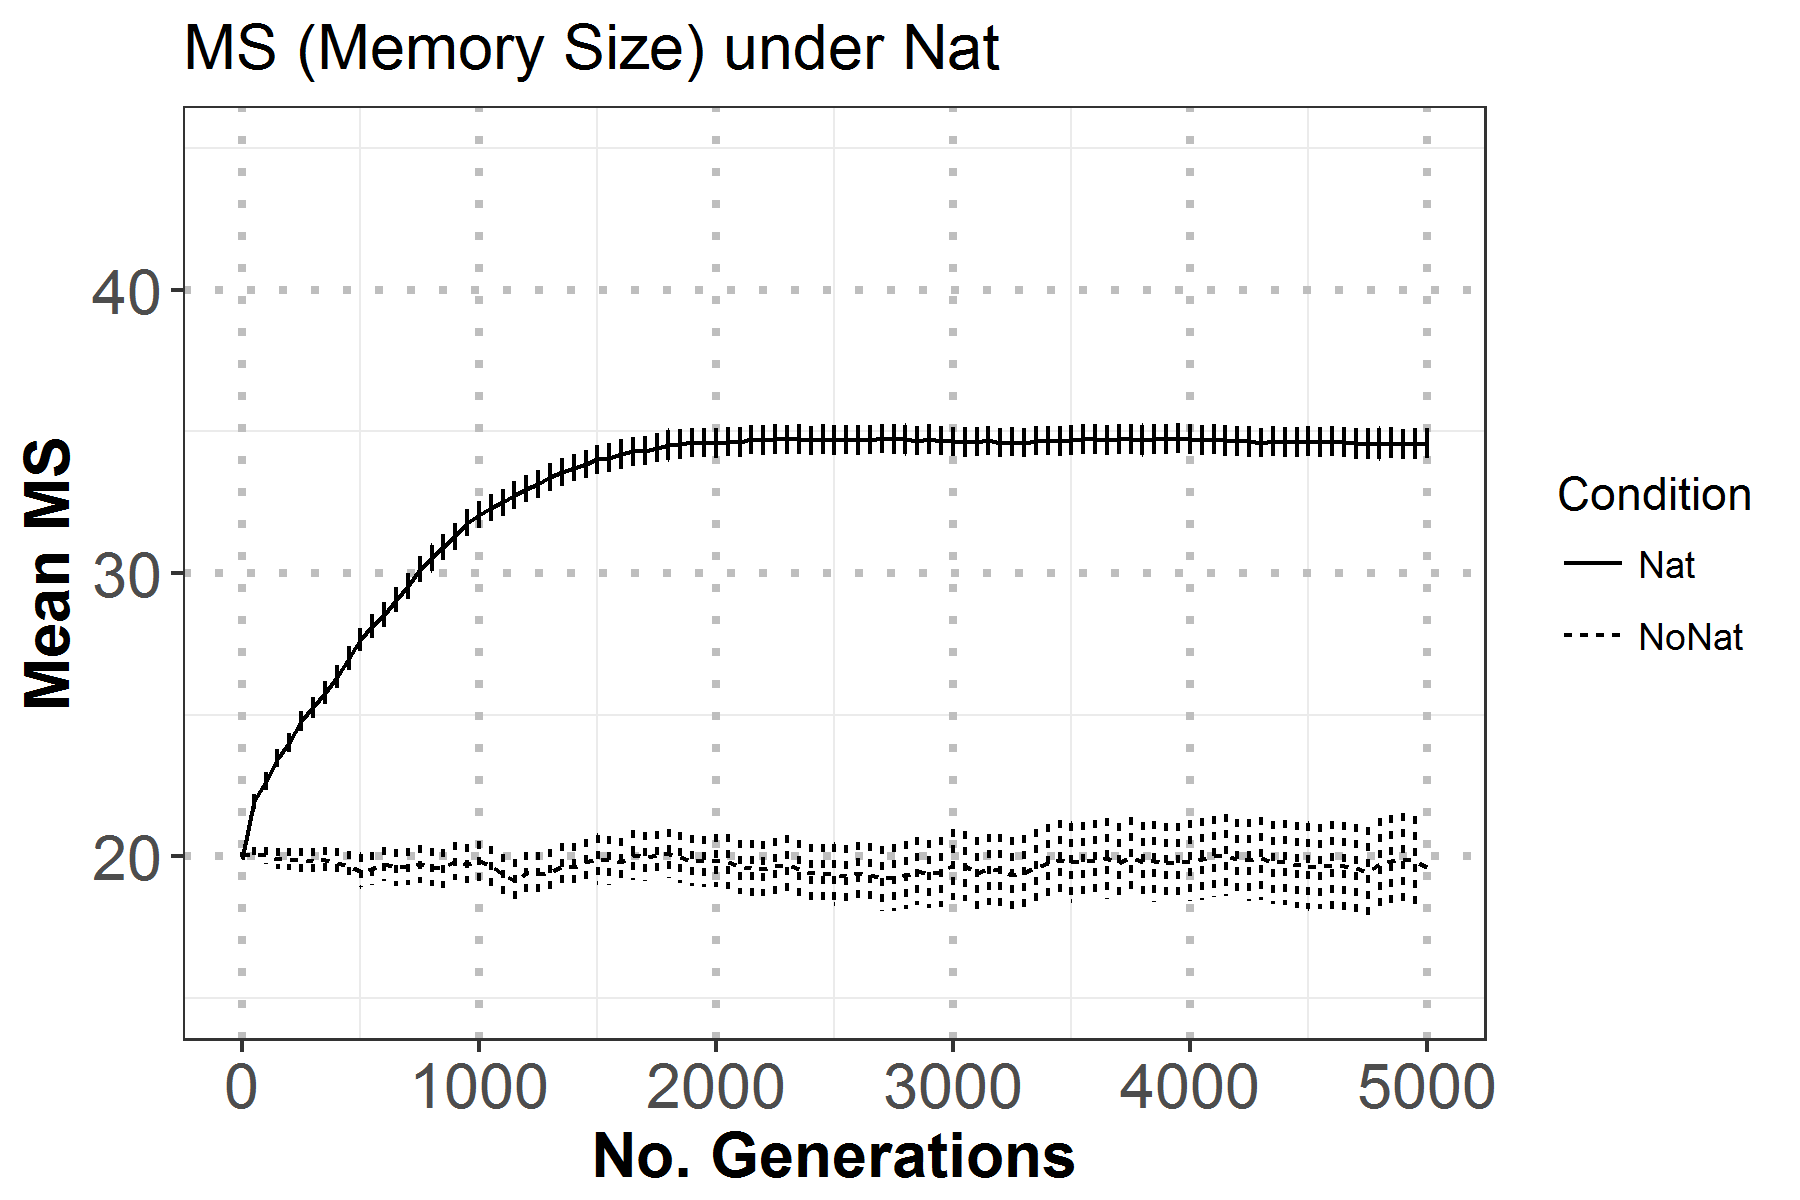 MS (Memory Size) under Nat
Mean MS
40
30
20
0 1000 2000 3000 4000 5000
No. Generations
Condition
Nat
NoNat